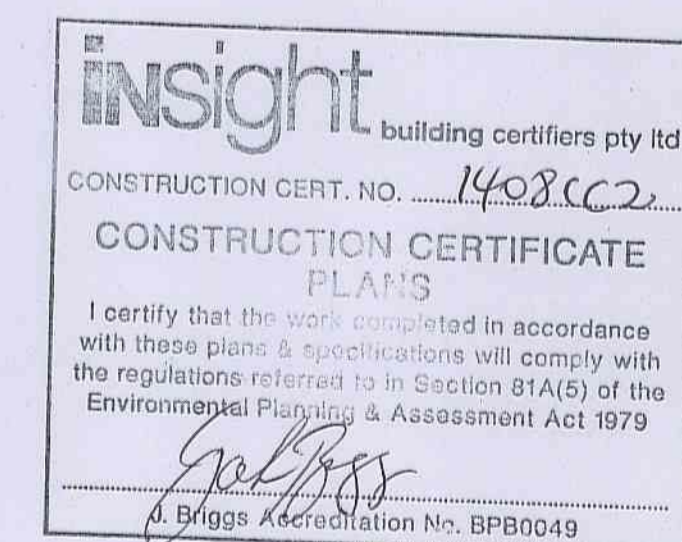 insight building certifiers pty ltd
CONSTRUCTION CERT. NO. 1408CC2
CONSTRUCTION CERTIFICATE
PLANS
I certify that the work completed in accordance
with these plans & specifications will comply with
the regulations referred to in Section 81A(5) of the
Environmental Planning & Assessment Act 1979
J. Briggs Accreditation No. BPB0049